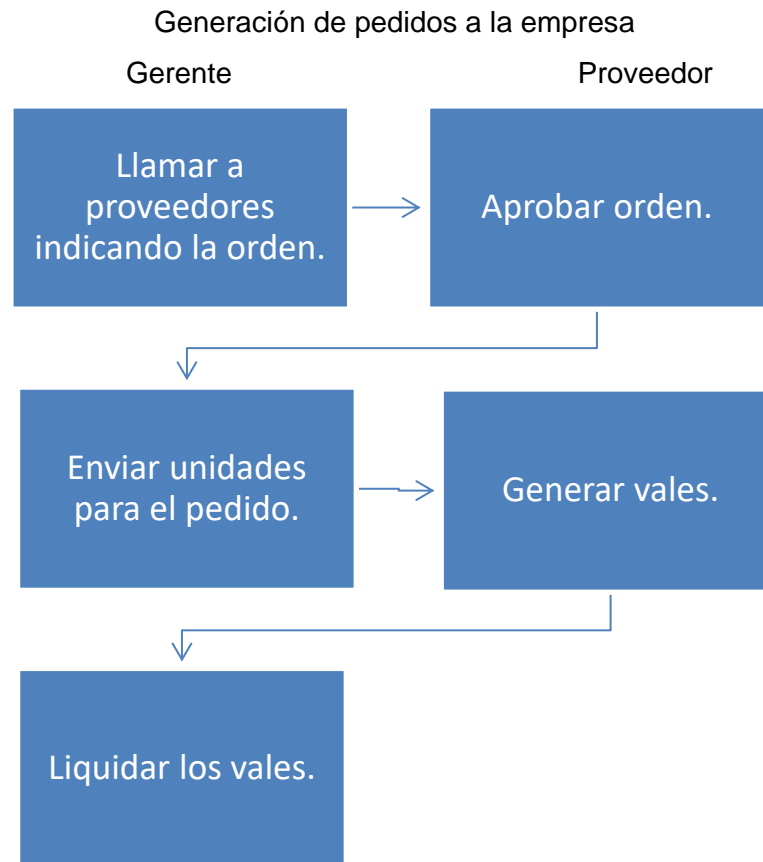 Generación de pedidos a la empresa
Gerente
Proveedor
Llamar a
proveedores
indicando la orden.
Aprobar orden.
Enviar unidades
para el pedido.
Generar vales.
Liquidar los vales.